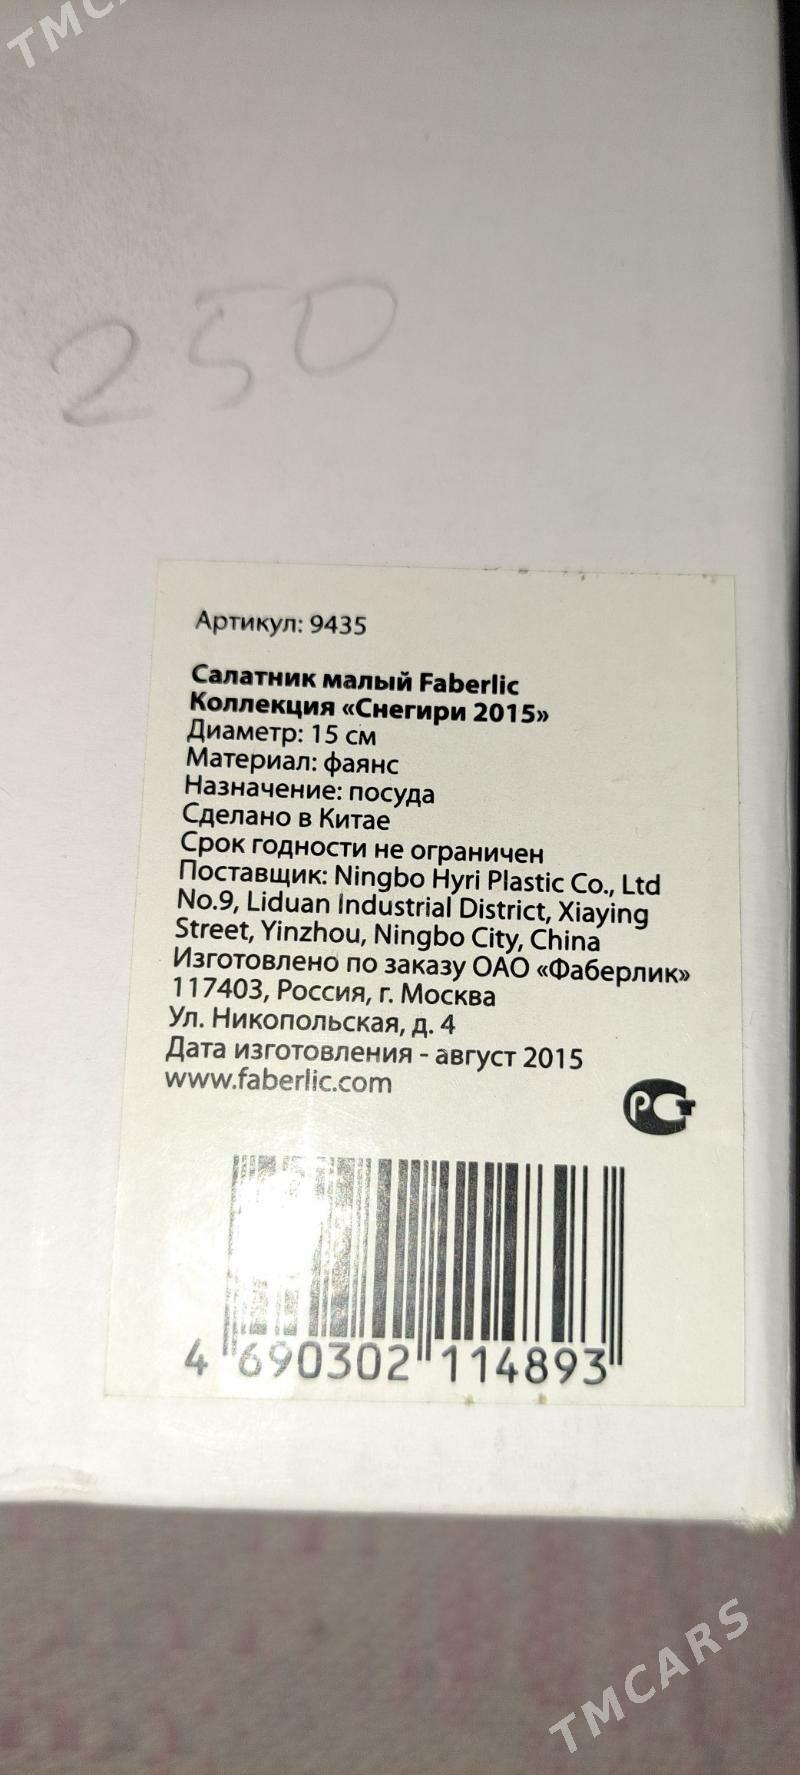 TMC
250
Артикул: 9435
Салатник малый Faberlic
Коллекция «Снегири 2015»
Диаметр: 15 см
Материал: фаянс
Назначение: посуда
Сделано в Китае
Срок годности не ограничен
Поставщик: Ningbo Hyri Plastic Co., Ltd
No.9, Liduan Industrial District, Xiaying
Street, Yinzhou, Ningbo City, China
Изготовлено по заказу ОАО «Фаберлик»
117403, Россия, г. Москва
Ул. Никопольская, д. 4
Дата изготовления - август 2015
www.faberlic.com
РСТ
4 690302 114893
TMCARS